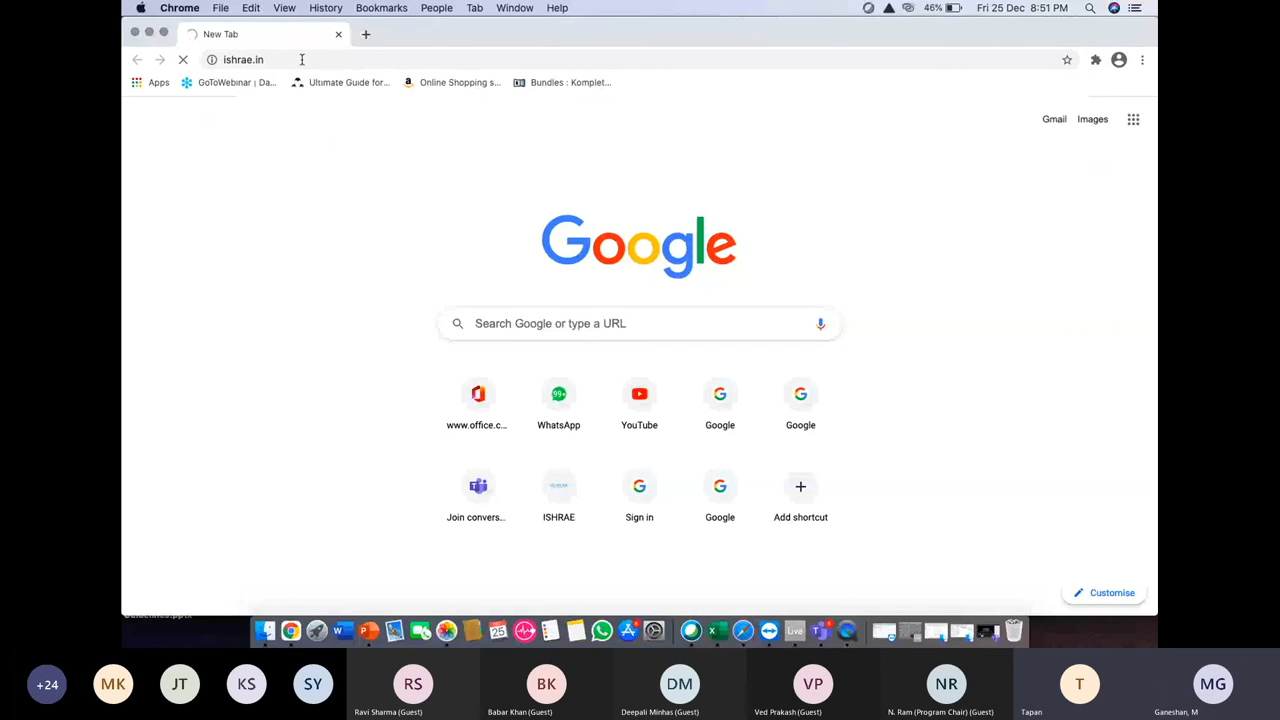 Chrome File Edit View History Bookmarks People Tab Window Help 46% Fri 25 Dec 8:51 PM
New Tab
ishrae.in
Apps GoToWebinar | Da... Ultimate Guide for... Online Shopping s... Bundles : Komplet...
Gmail Images
Google
Search Google or type a URL
99+
www.office.c... WhatsApp YouTube Google Google
Join convers... ISHRAE Sign in Google Add shortcut
Customise
+24 MK JT KS SY RS BK DM VP NR T MG
Ravi Sharma (Guest) Babar Khan (Guest) Deepali Minhas (Guest) Ved Prakash (Guest) N. Ram (Program Chair) (Guest) Tapan Ganeshan, M